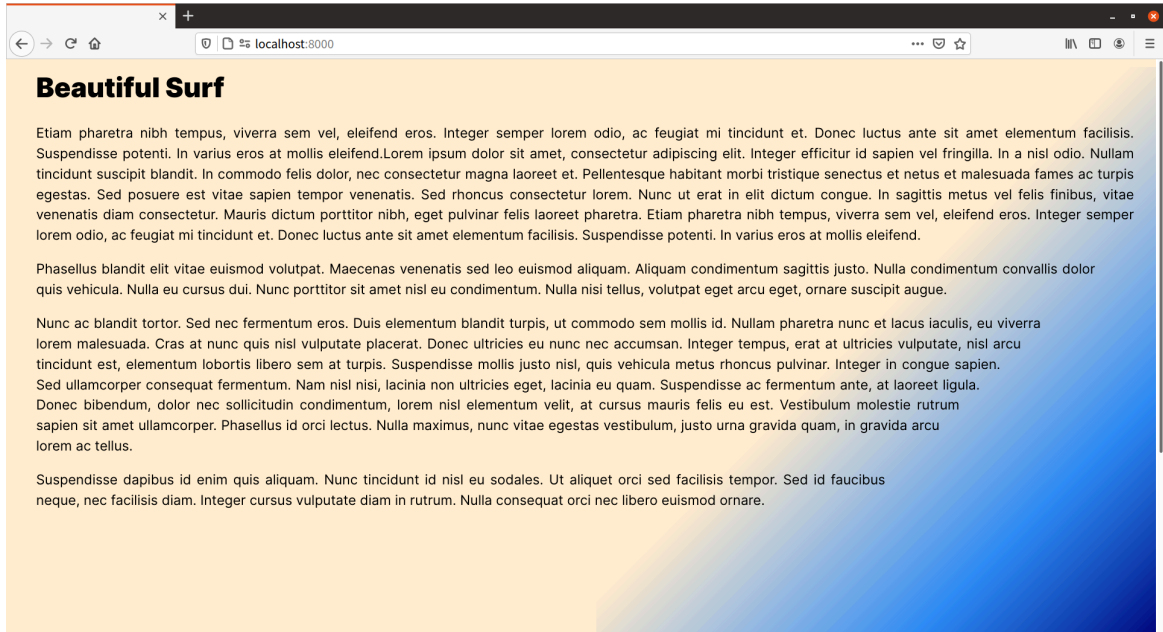 localhost:8000
Beautiful Surf
Etiam pharetra nibh tempus, viverra sem vel, eleifend eros. Integer semper lorem odio, ac feugiat mi tincidunt et. Donec luctus ante sit amet elementum facilisis.
Suspendisse potenti. In varius eros at mollis eleifend.Lorem ipsum dolor sit amet, consectetur adipiscing elit. Integer efficitur id sapien vel fringilla. In a nisl odio. Nullam
tincidunt suscipit blandit. In commodo felis dolor, nec consectetur magna laoreet et. Pellentesque habitant morbi tristique senectus et netus et malesuada fames ac turpis
egestas. Sed posuere est vitae sapien tempor venenatis. Sed rhoncus consectetur lorem. Nunc ut erat in elit dictum congue. In sagittis metus vel felis finibus, vitae
venenatis diam consectetur. Mauris dictum porttitor nibh, eget pulvinar felis laoreet pharetra. Etiam pharetra nibh tempus, viverra sem vel, eleifend eros. Integer semper
lorem odio, ac feugiat mi tincidunt et. Donec luctus ante sit amet elementum facilisis. Suspendisse potenti. In varius eros at mollis eleifend.
Phasellus blandit elit vitae euismod volutpat. Maecenas venenatis sed leo euismod aliquam. Aliquam condimentum sagittis justo. Nulla condimentum convallis dolor
quis vehicula. Nulla eu cursus dui. Nunc porttitor sit amet nisl eu condimentum. Nulla nisi tellus, volutpat eget arcu eget, ornare suscipit augue.
Nunc ac blandit tortor. Sed nec fermentum eros. Duis elementum blandit turpis, ut commodo sem mollis id. Nullam pharetra nunc et lacus iaculis, eu viverra
lorem malesuada. Cras at nunc quis nisl vulputate placerat. Donec ultricies eu nunc nec accumsan. Integer tempus, erat at ultricies vulputate, nisl arcu
tincidunt est, elementum lobortis libero sem at turpis. Suspendisse mollis justo nisl, quis vehicula metus rhoncus pulvinar. Integer in congue sapien.
Sed ullamcorper consequat fermentum. Nam nisl nisi, lacinia non ultricies eget, lacinia eu quam. Suspendisse ac fermentum ante, at laoreet ligula.
Donec bibendum, dolor nec sollicitudin condimentum, lorem nisl elementum velit, at cursus mauris felis eu est. Vestibulum molestie rutrum
sapien sit amet ullamcorper. Phasellus id orci lectus. Nulla maximus, nunc vitae egestas vestibulum, justo urna gravida quam, in gravida arcu
lorem ac tellus.
Suspendisse dapibus id enim quis aliquam. Nunc tincidunt id nisl eu sodales. Ut aliquet orci sed facilisis tempor. Sed id faucibus
neque, nec facilisis diam. Integer cursus vulputate diam in rutrum. Nulla consequat orci nec libero euismod ornare.